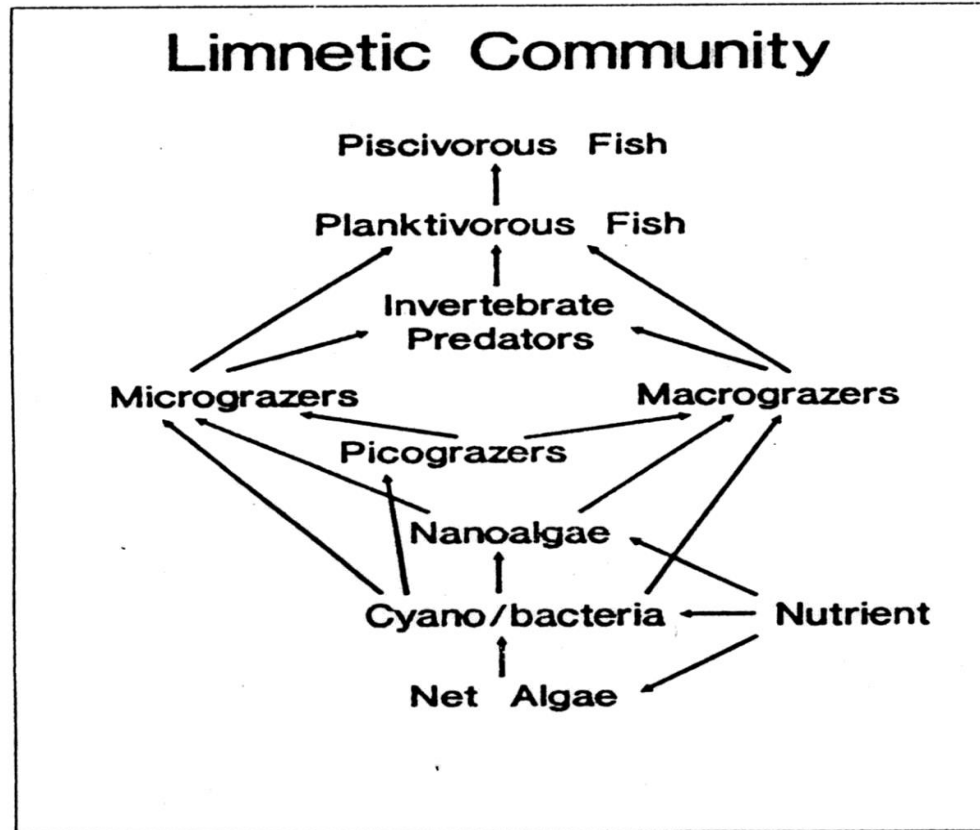 Limnetic Community
Piscivorous Fish
Planktivorous Fish
Invertebrate
Predators
Micrograzers
Macrograzers
Picograzers
Nanoalgae
Cyano/bacteria
Nutrient
Net Algae